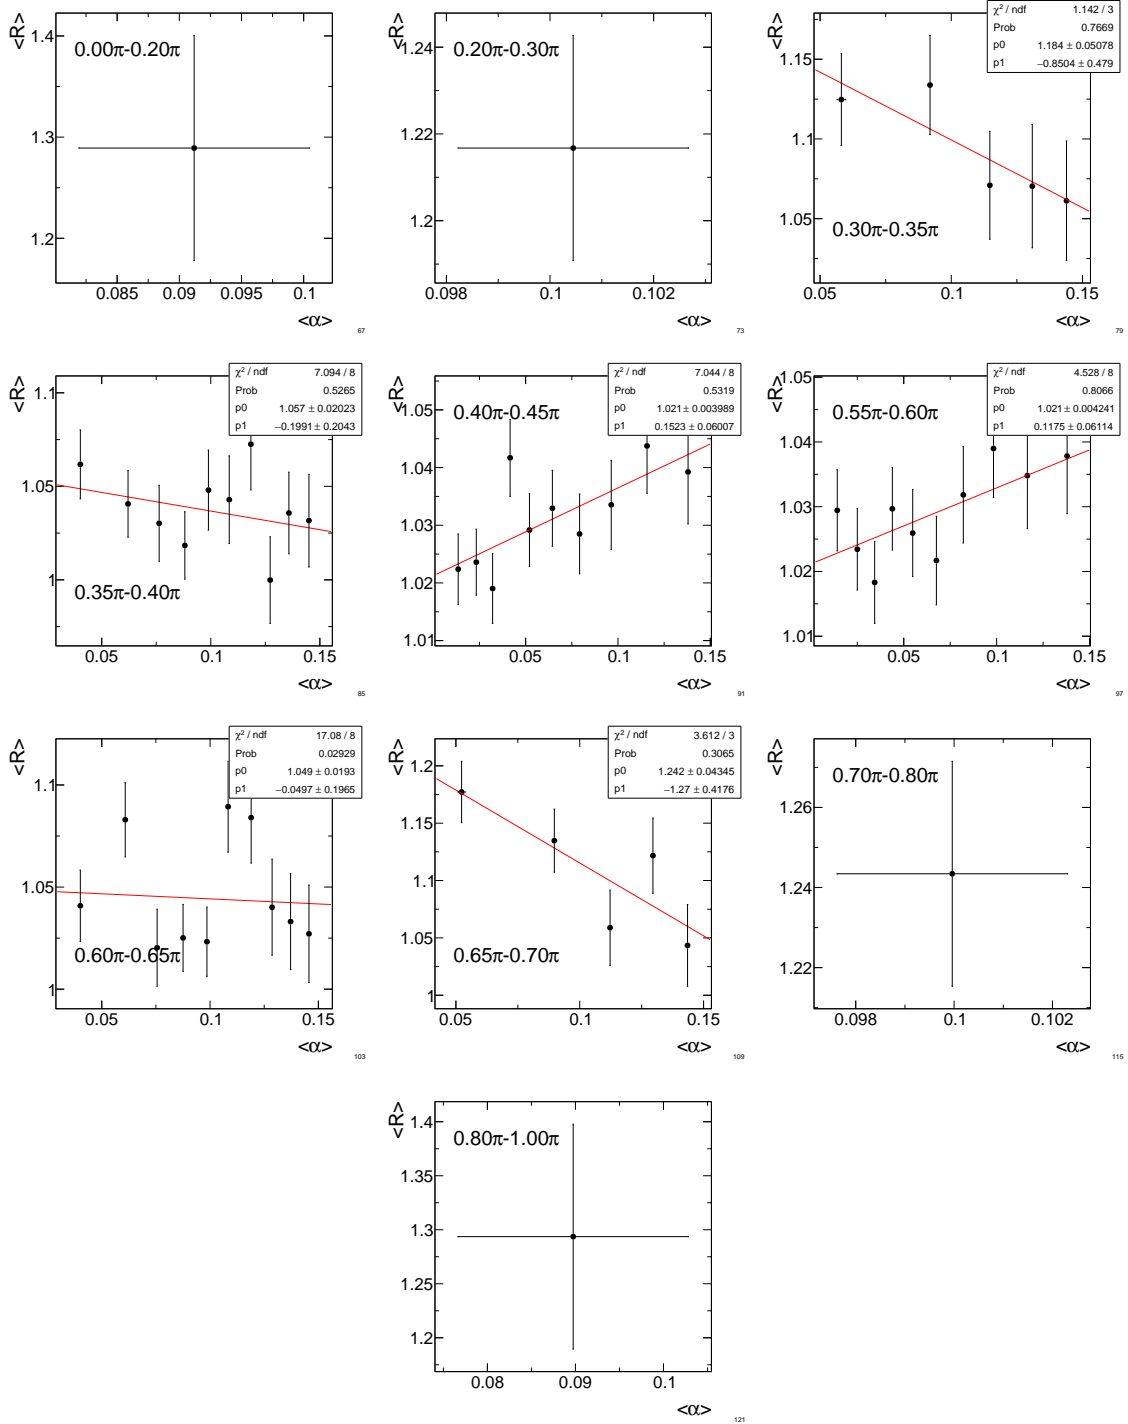 <R>
1.4
1.3
1.2
0.00π-0.20π
0.085 0.09 0.095 0.1
<α>
67
<R>
1.24
1.22
1.2
0.20π-0.30π
0.098 0.1 0.102
<α>
73
<R>
1.15
1.1
1.05
χ² / ndf 1.142 / 3
Prob 0.7669
p0 1.184 ± 0.05078
p1 −0.8504 ± 0.479
0.30π-0.35π
0.05 0.1 0.15
<α>
79
<R>
1.1
1.05
1
χ² / ndf 7.094 / 8
Prob 0.5265
p0 1.057 ± 0.02023
p1 −0.1991 ± 0.2043
0.35π-0.40π
0.05 0.1 0.15
<α>
85
<R>
1.05
1.04
1.03
1.02
1.01
0.40π-0.45π
χ² / ndf 7.044 / 8
Prob 0.5319
p0 1.021 ± 0.003989
p1 0.1523 ± 0.06007
0.05 0.1 0.15
<α>
91
<R>
1.05
1.04
1.03
1.02
1.01
0.55π-0.60π
χ² / ndf 4.528 / 8
Prob 0.8066
p0 1.021 ± 0.004241
p1 0.1175 ± 0.06114
0.05 0.1 0.15
<α>
97
<R>
1.1
1.05
1
χ² / ndf 17.08 / 8
Prob 0.02929
p0 1.049 ± 0.0193
p1 −0.0497 ± 0.1965
0.60π-0.65π
0.05 0.1 0.15
<α>
103
<R>
1.2
1.15
1.1
1.05
1
χ² / ndf 3.612 / 3
Prob 0.3065
p0 1.242 ± 0.04345
p1 −1.27 ± 0.4176
0.65π-0.70π
0.05 0.1 0.15
<α>
109
<R>
1.26
1.24
1.22
0.70π-0.80π
0.098 0.1 0.102
<α>
115
<R>
1.4
1.35
1.3
1.25
1.2
0.80π-1.00π
0.08 0.09 0.1
<α>
121